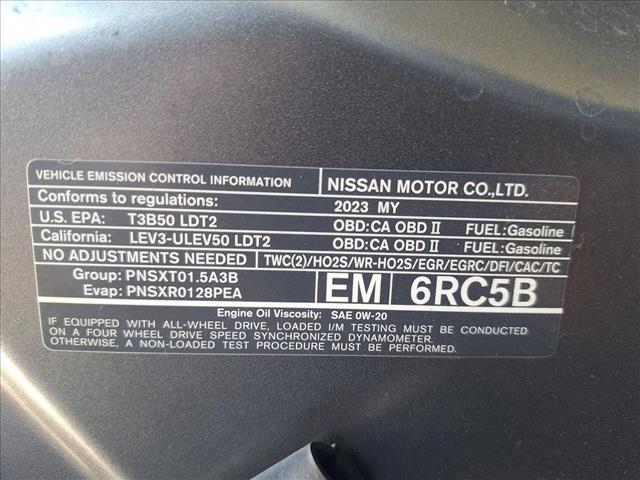 VEHICLE EMISSION CONTROL INFORMATION NISSAN MOTOR CO.,LTD.
Conforms to regulations: 2023 MY
U.S. EPA: T3B50 LDT2 OBD:CA OBD II FUEL:Gasoline
California: LEV3-ULEV50 LDT2 OBD:CA OBD II FUEL:Gasoline
NO ADJUSTMENTS NEEDED TWC(2)/HO2S/WR-HO2S/EGR/EGRC/DFI/CAC/TC
Group: PNSXT01.5A3B EM 6RC5B
Evap: PNSXR0128PEA
Engine Oil Viscosity: SAE 0W-20
IF EQUIPPED WITH ALL-WHEEL DRIVE, LOADED I/M TESTING MUST BE CONDUCTED
ON A FOUR WHEEL DRIVE SPEED SYNCHRONIZED DYNAMOMETER.
OTHERWISE, A NON-LOADED TEST PROCEDURE MUST BE PERFORMED.